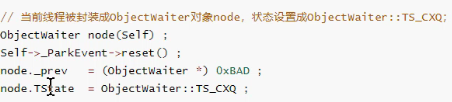 // 当前线程被封装成ObjectWaiter对象node，状态设置成ObjectWaiter::TS_CXQ;
ObjectWaiter node(Self) ;
Self->_ParkEvent->reset() ;
node._prev = (ObjectWaiter *) 0xBAD ;
node.TState = ObjectWaiter::TS_CXQ ;